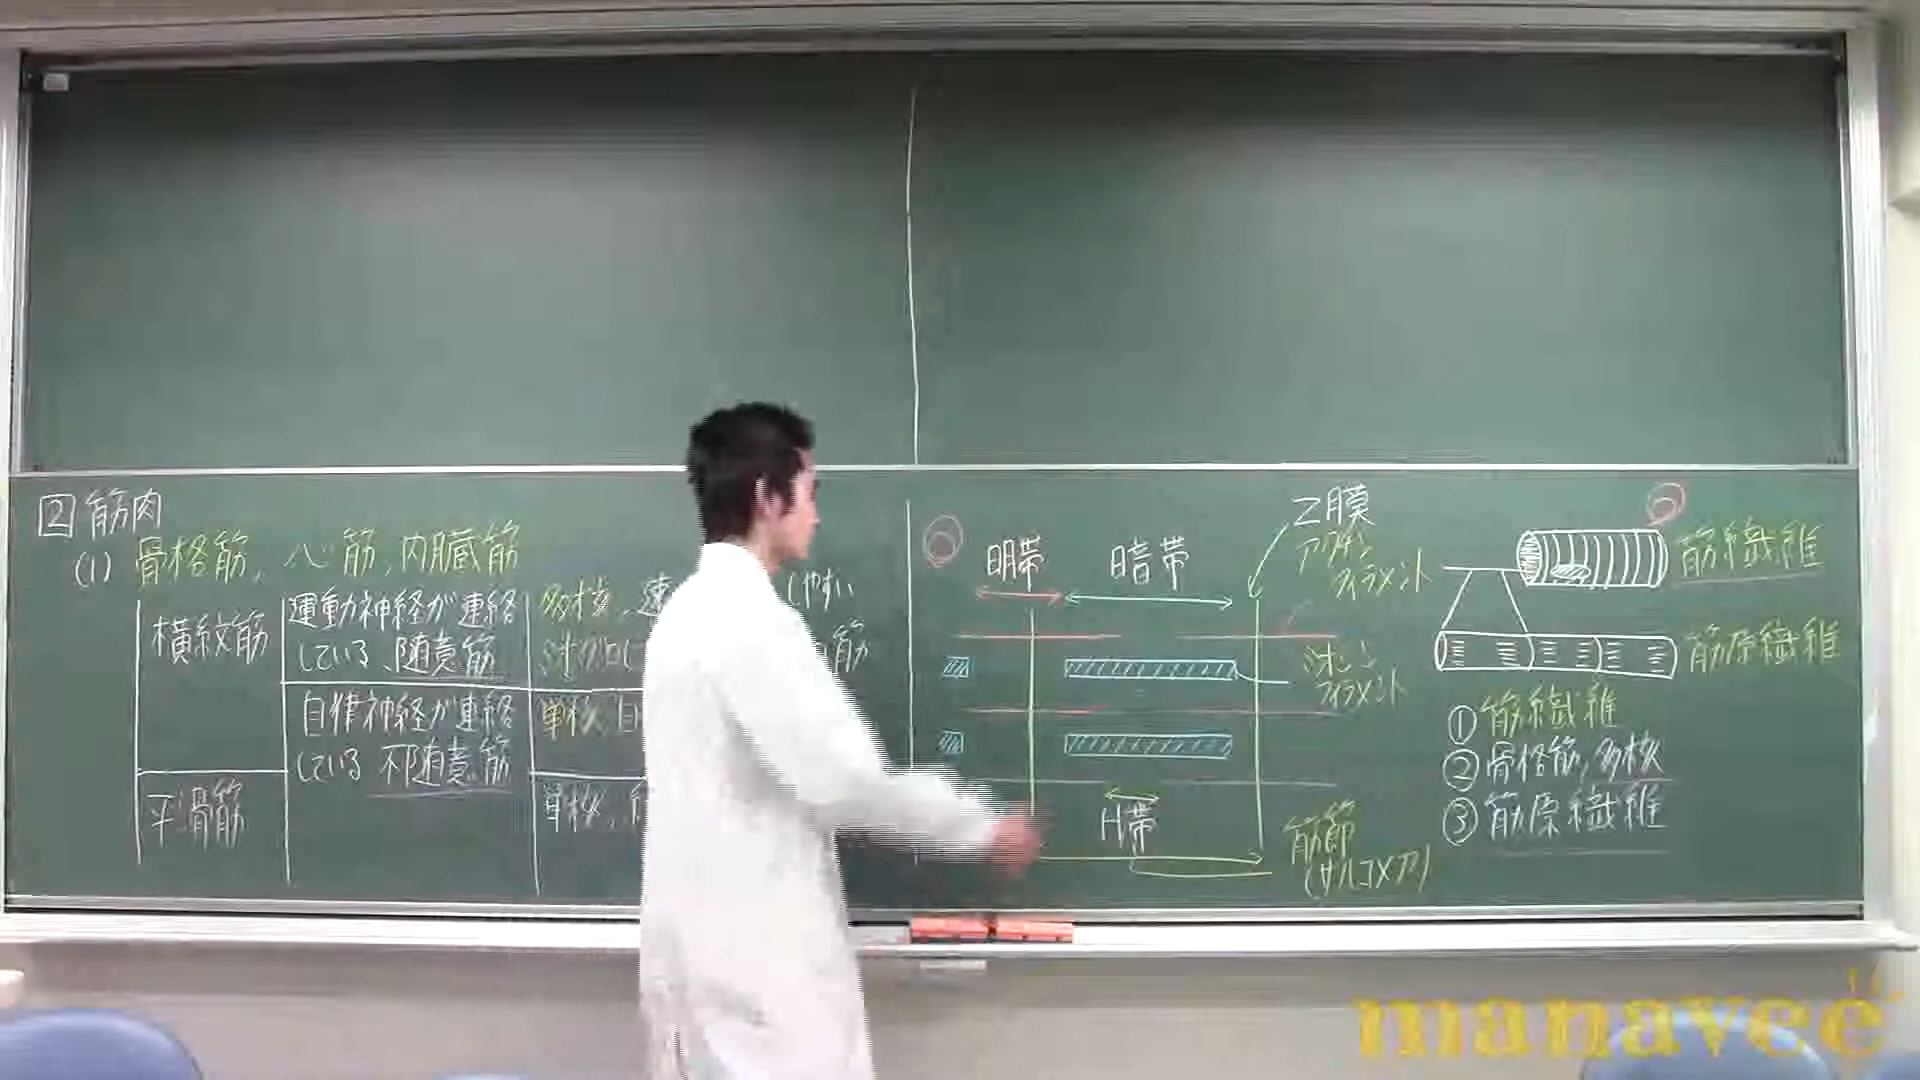 2 筋肉
(1) 骨格筋, 心筋, 内臓筋
横紋筋
運動神経が連絡
している、随意筋
多核、速
しやすい
筋
自律神経が連絡
している 不随意筋
単核、自
平滑筋
単核、
明帯
暗帯
Z膜
アクチン
フィラメント
ミオシン
フィラメント
H帯
筋節
(サルコメア)
筋繊維
筋原繊維
① 筋繊維
② 骨格筋, 多核
③ 筋原繊維
manavee